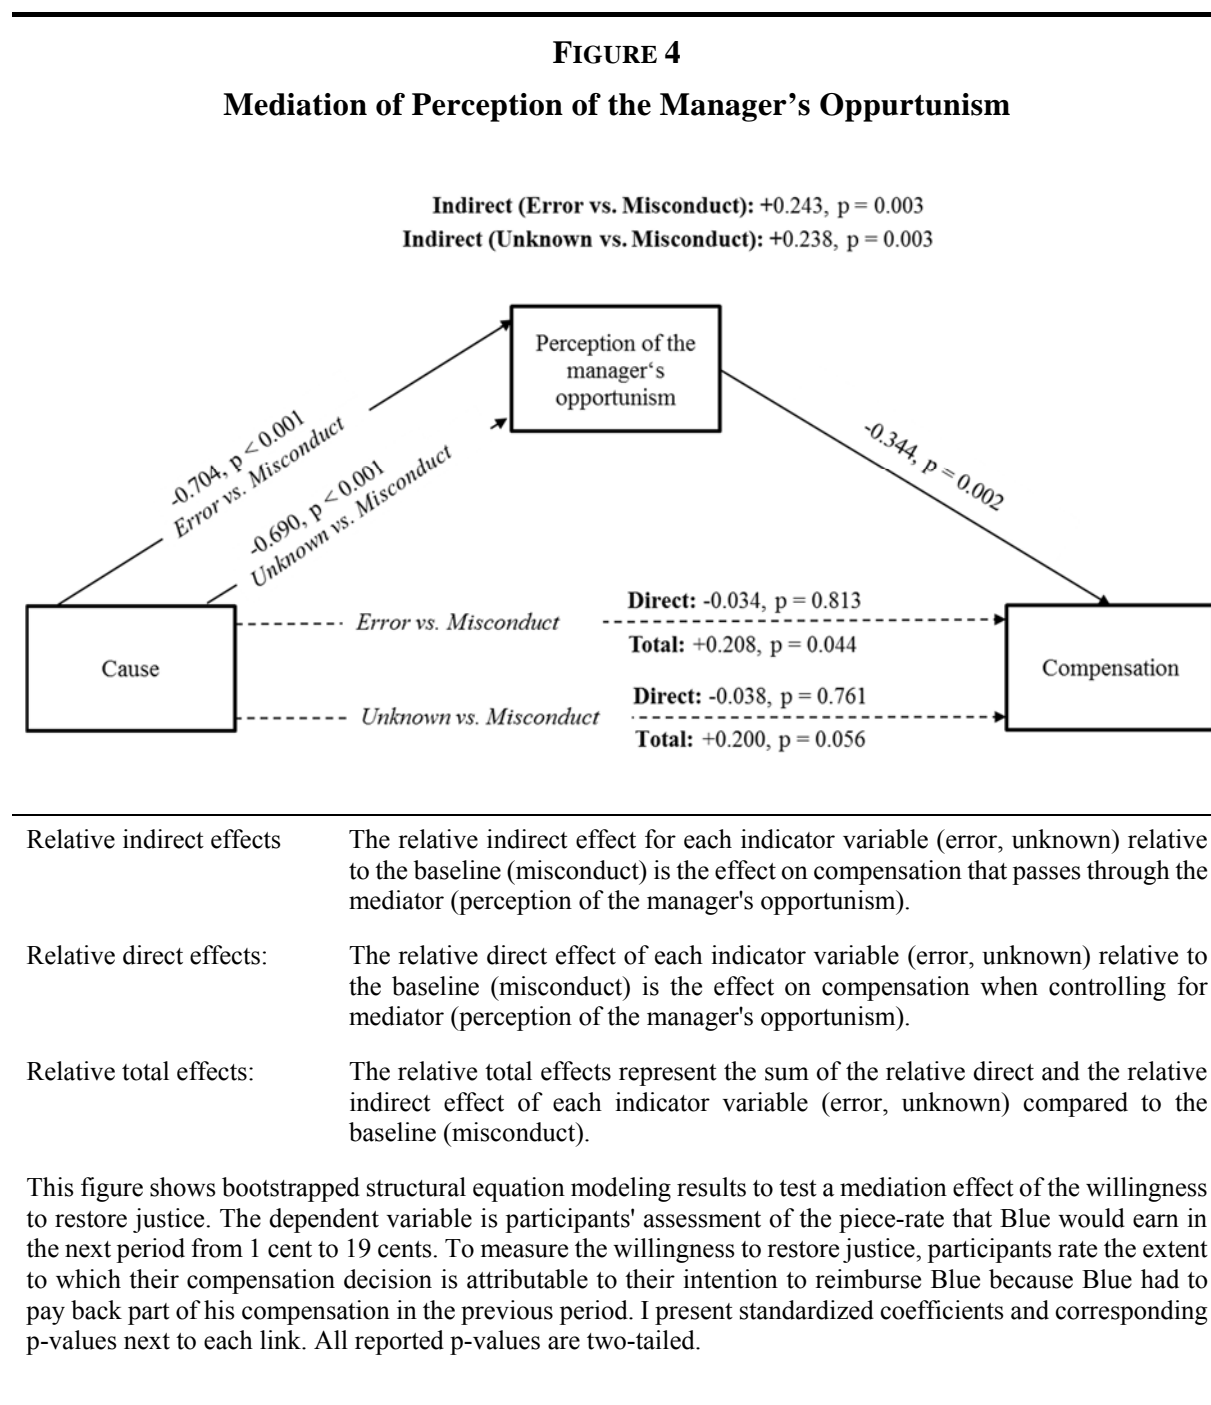 FIGURE 4
Mediation of Perception of the Manager’s Oppurtunism
Indirect (Error vs. Misconduct): +0.243, p = 0.003
Indirect (Unknown vs. Misconduct): +0.238, p = 0.003
Perception of the
manager‘s
opportunism
-0.704, p < 0.001
Error vs. Misconduct
-0.690, p < 0.001
Unknown vs. Misconduct
-0.344, p = 0.002
Cause
Error vs. Misconduct
Direct: -0.034, p = 0.813
Total: +0.208, p = 0.044
Unknown vs. Misconduct
Direct: -0.038, p = 0.761
Total: +0.200, p = 0.056
Compensation
Relative indirect effects The relative indirect effect for each indicator variable (error, unknown) relative
to the baseline (misconduct) is the effect on compensation that passes through the
mediator (perception of the manager's opportunism).
Relative direct effects: The relative direct effect of each indicator variable (error, unknown) relative to
the baseline (misconduct) is the effect on compensation when controlling for
mediator (perception of the manager's opportunism).
Relative total effects: The relative total effects represent the sum of the relative direct and the relative
indirect effect of each indicator variable (error, unknown) compared to the
baseline (misconduct).
This figure shows bootstrapped structural equation modeling results to test a mediation effect of the willingness
to restore justice. The dependent variable is participants' assessment of the piece-rate that Blue would earn in
the next period from 1 cent to 19 cents. To measure the willingness to restore justice, participants rate the extent
to which their compensation decision is attributable to their intention to reimburse Blue because Blue had to
pay back part of his compensation in the previous period. I present standardized coefficients and corresponding
p-values next to each link. All reported p-values are two-tailed.